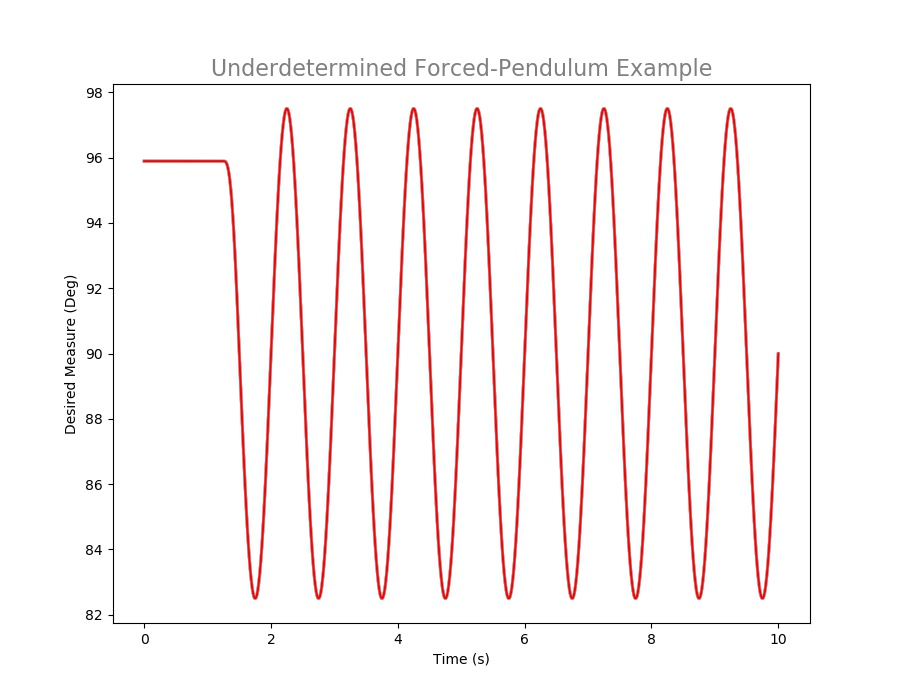 Underdetermined Forced-Pendulum Example
98
96
94
92
90
88
86
84
82
Desired Measure (Deg)
0 2 4 6 8 10
Time (s)